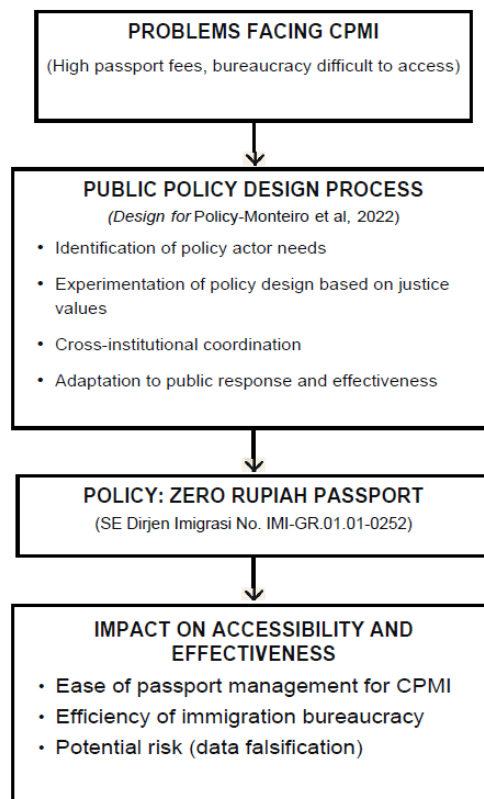 PROBLEMS FACING CPMI
(High passport fees, bureaucracy difficult to access)
PUBLIC POLICY DESIGN PROCESS
(Design for Policy-Monteiro et al, 2022)
• Identification of policy actor needs
• Experimentation of policy design based on justice
values
• Cross-institutional coordination
• Adaptation to public response and effectiveness
POLICY: ZERO RUPIAH PASSPORT
(SE Dirjen Imigrasi No. IMI-GR.01.01-0252)
IMPACT ON ACCESSIBILITY AND
EFFECTIVENESS
• Ease of passport management for CPMI
• Efficiency of immigration bureaucracy
• Potential risk (data falsification)